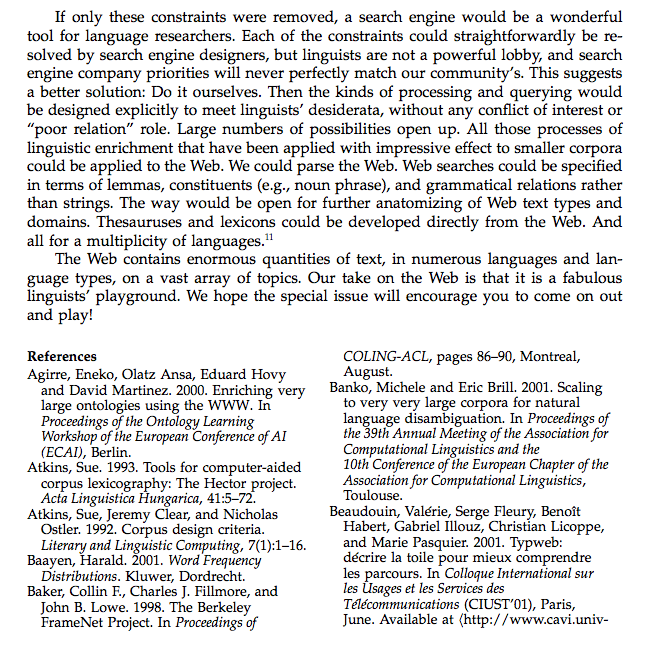 If only these constraints were removed, a search engine would be a wonderful
tool for language researchers. Each of the constraints could straightforwardly be re-
solved by search engine designers, but linguists are not a powerful lobby, and search
engine company priorities will never perfectly match our community's. This suggests
a better solution: Do it ourselves. Then the kinds of processing and querying would
be designed explicitly to meet linguists' desiderata, without any conflict of interest or
“poor relation” role. Large numbers of possibilities open up. All those processes of
linguistic enrichment that have been applied with impressive effect to smaller corpora
could be applied to the Web. We could parse the Web. Web searches could be specified
in terms of lemmas, constituents (e.g., noun phrase), and grammatical relations rather
than strings. The way would be open for further anatomizing of Web text types and
domains. Thesauruses and lexicons could be developed directly from the Web. And
all for a multiplicity of languages.¹¹
The Web contains enormous quantities of text, in numerous languages and lan-
guage types, on a vast array of topics. Our take on the Web is that it is a fabulous
linguists' playground. We hope the special issue will encourage you to come on out
and play!
References
Agirre, Eneko, Olatz Ansa, Eduard Hovy
and David Martinez. 2000. Enriching very
large ontologies using the WWW. In
Proceedings of the Ontology Learning
Workshop of the European Conference of AI
(ECAI), Berlin.
Atkins, Sue. 1993. Tools for computer-aided
corpus lexicography: The Hector project.
Acta Linguistica Hungarica, 41:5–72.
Atkins, Sue, Jeremy Clear, and Nicholas
Ostler. 1992. Corpus design criteria.
Literary and Linguistic Computing, 7(1):1–16.
Baayen, Harald. 2001. Word Frequency
Distributions. Kluwer, Dordrecht.
Baker, Collin F., Charles J. Fillmore, and
John B. Lowe. 1998. The Berkeley
FrameNet Project. In Proceedings of
COLING-ACL, pages 86–90, Montreal,
August.
Banko, Michele and Eric Brill. 2001. Scaling
to very very large corpora for natural
language disambiguation. In Proceedings of
the 39th Annual Meeting of the Association for
Computational Linguistics and the
10th Conference of the European Chapter of the
Association for Computational Linguistics,
Toulouse.
Beaudouin, Valérie, Serge Fleury, Benoît
Habert, Gabriel Illouz, Christian Licoppe,
and Marie Pasquier. 2001. Typweb:
décrire la toile pour mieux comprendre
les parcours. In Colloque International sur
les Usages et les Services des
Télécommunications (CIUST'01), Paris,
June. Available at ⟨http://www.cavi.univ-